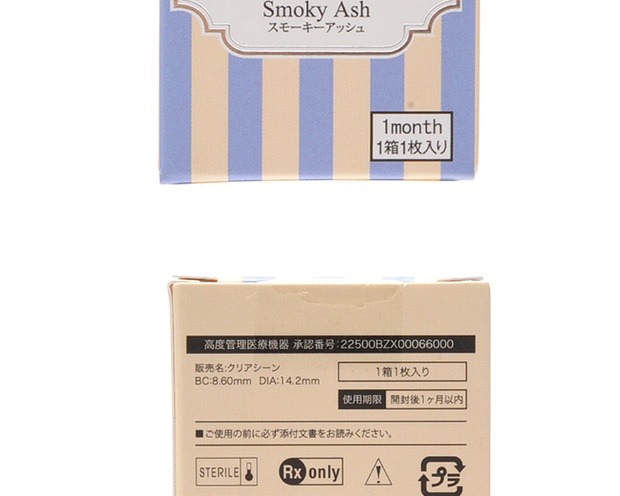 Smoky Ash
スモーキーアッシュ
1month
1箱1枚入り
高度管理医療機器 承認番号:22500BZX00066000
販売名:クリアシーン
BC:8.60mm DIA:14.2mm
1箱1枚入り
使用期限 開封後1ヶ月以内
■ご使用の前に必ず添付文書をお読みください。
STERILE
Rx only
プラ